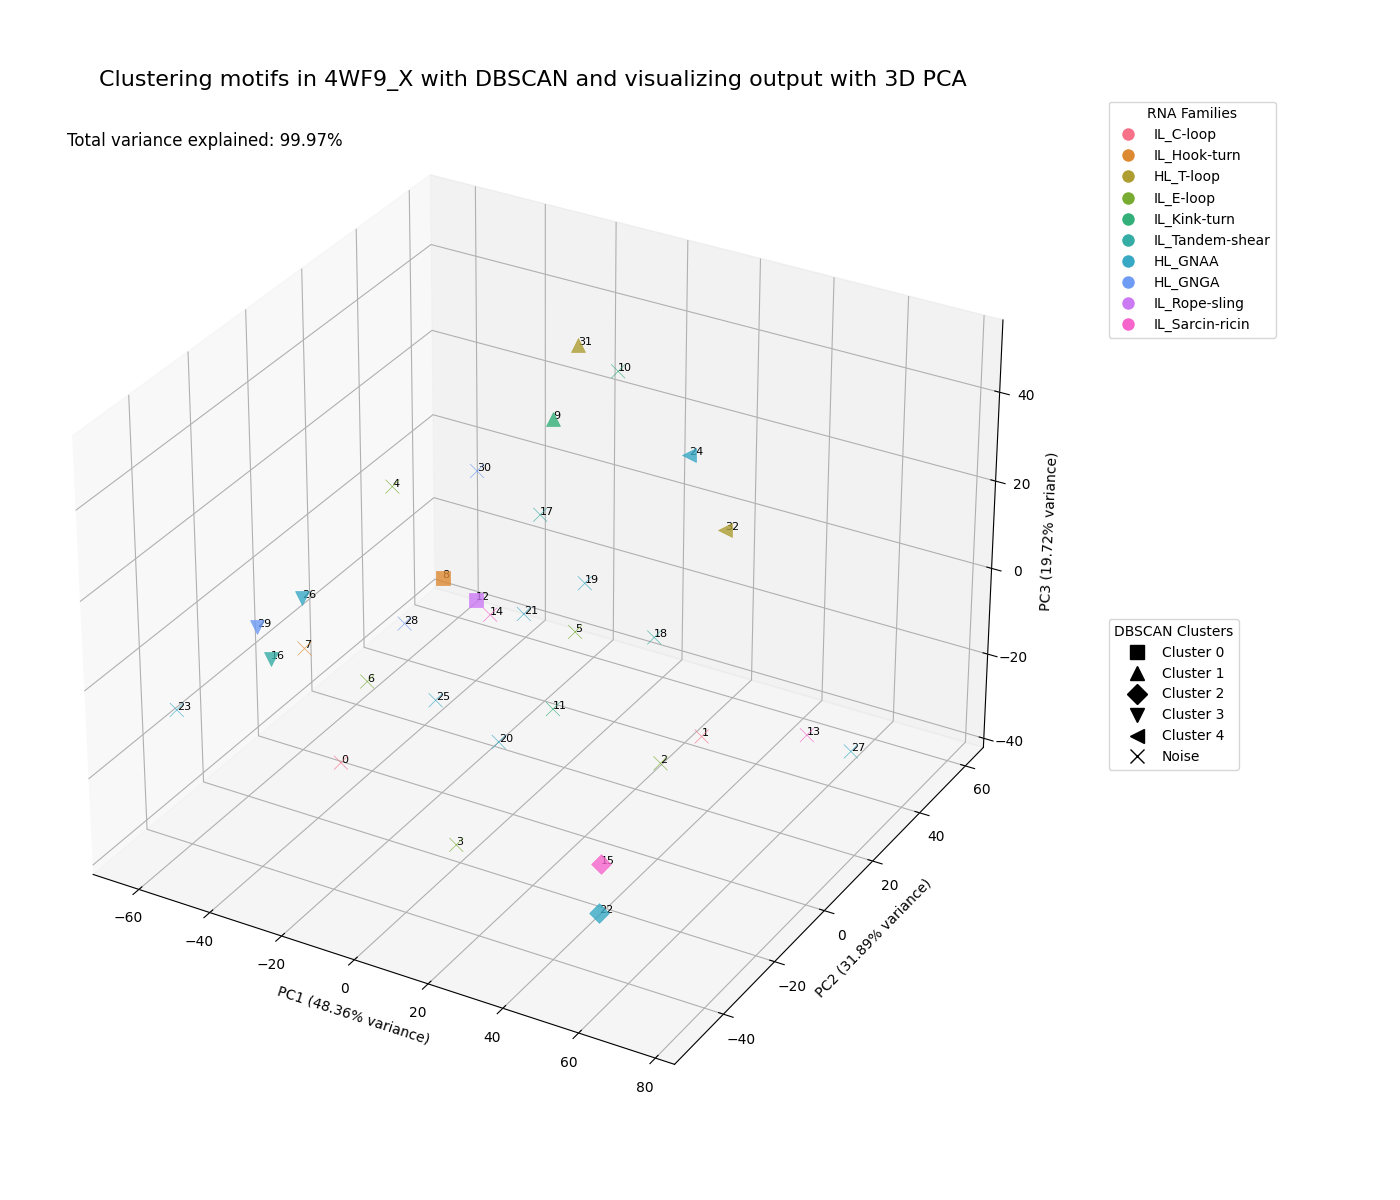 Clustering motifs in 4WF9_X with DBSCAN and visualizing output with 3D PCA
Total variance explained: 99.97%
RNA Families
IL_C-loop
IL_Hook-turn
HL_T-loop
IL_E-loop
IL_Kink-turn
IL_Tandem-shear
HL_GNAA
HL_GNGA
IL_Rope-sling
IL_Sarcin-ricin
31
10
9
24
30
4
17
32
8
19
12
26
14
21
28
29
5
18
7
16
6
25
23
11
20
1
13
2
27
0
3
15
22
40
20
0
−20
−40
PC3 (19.72% variance)
60
40
20
0
−20
−40
PC2 (31.89% variance)
−60
−40
−20
0
20
40
60
80
PC1 (48.36% variance)
DBSCAN Clusters
Cluster 0
Cluster 1
Cluster 2
Cluster 3
Cluster 4
Noise